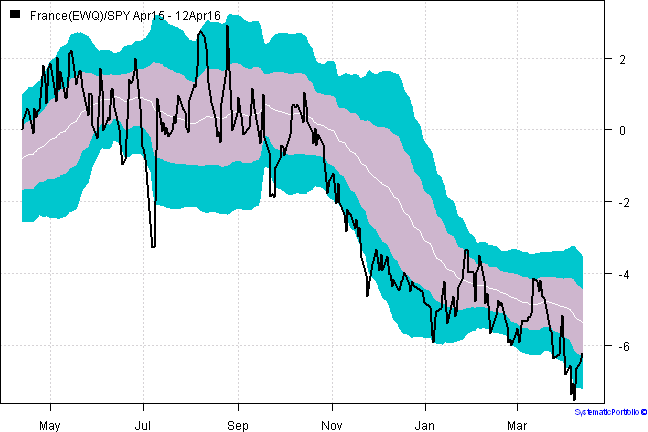 France(EWQ)/SPY Apr15 - 12Apr16
2
0
-2
-4
-6
May Jul Sep Nov Jan Mar
SystematicPortfolio ©